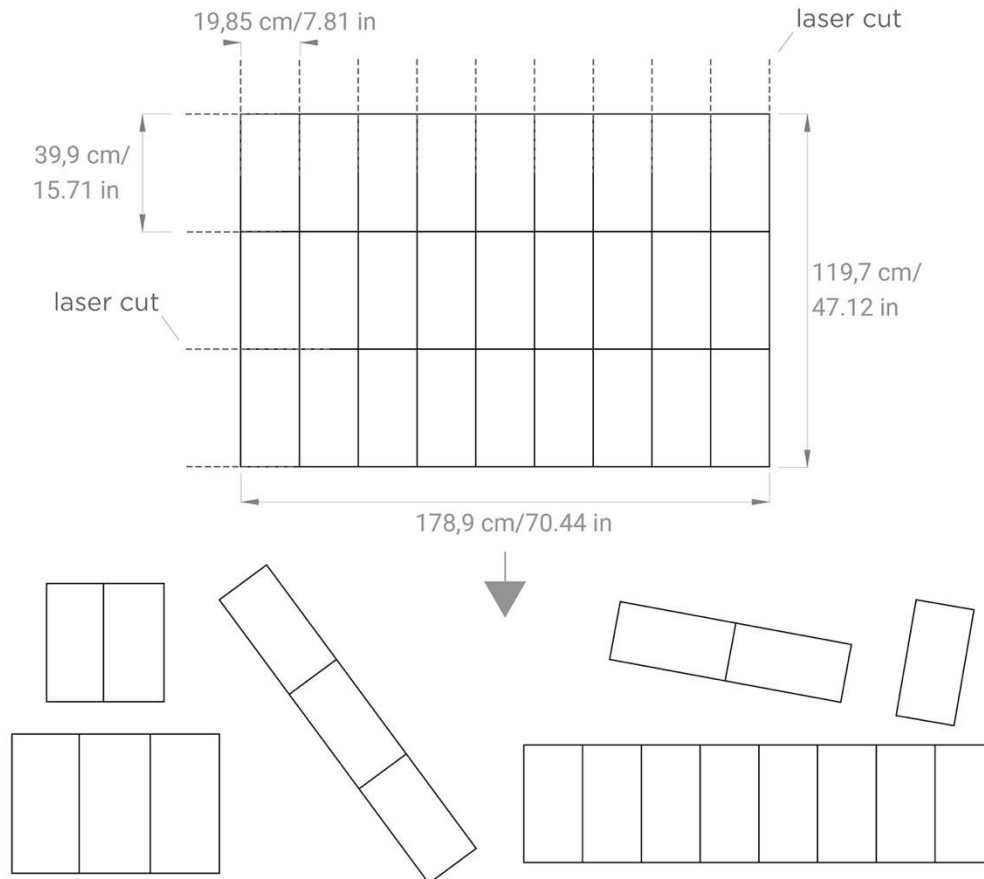 19,85 cm/7.81 in
laser cut
39,9 cm/
15.71 in
119,7 cm/
47.12 in
laser cut
178,9 cm/70.44 in